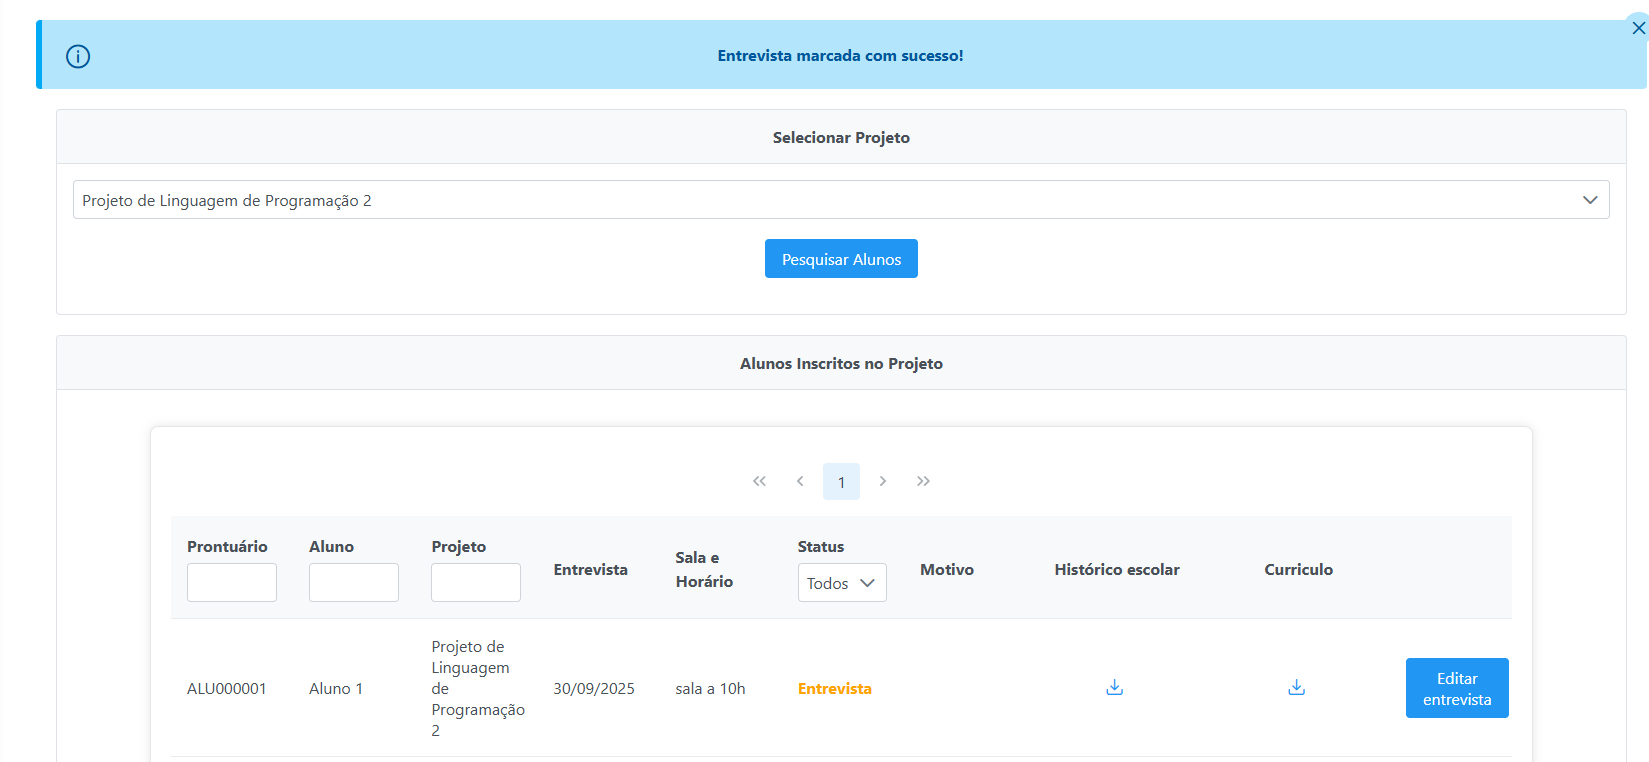 Entrevista marcada com sucesso!
Selecionar Projeto
Projeto de Linguagem de Programação 2
Pesquisar Alunos
Alunos Inscritos no Projeto
1
Prontuário
Aluno
Projeto
Entrevista
Sala e
Horário
Status
Todos
Motivo
Histórico escolar
Curriculo
ALU000001
Aluno 1
Projeto de
Linguagem
de
Programação
2
30/09/2025
sala a 10h
Entrevista
Editar
entrevista